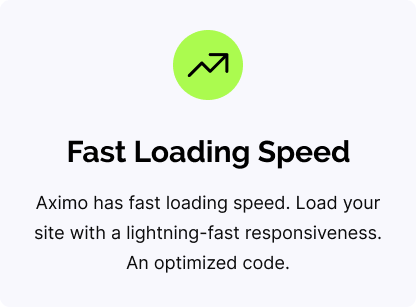 Fast Loading Speed
Aximo has fast loading speed. Load your
site with a lightning-fast responsiveness.
An optimized code.